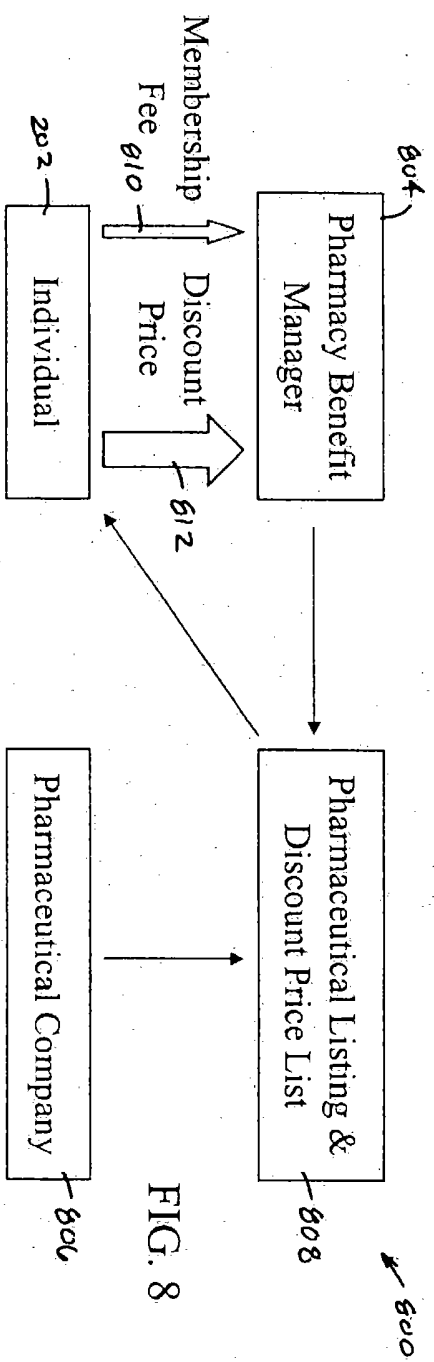 800
804
Pharmacy Benefit
Manager
Pharmaceutical Listing &
Discount Price List
808
Membership
Fee
810
Discount
Price
812
202
Individual
Pharmaceutical Company
806
FIG. 8